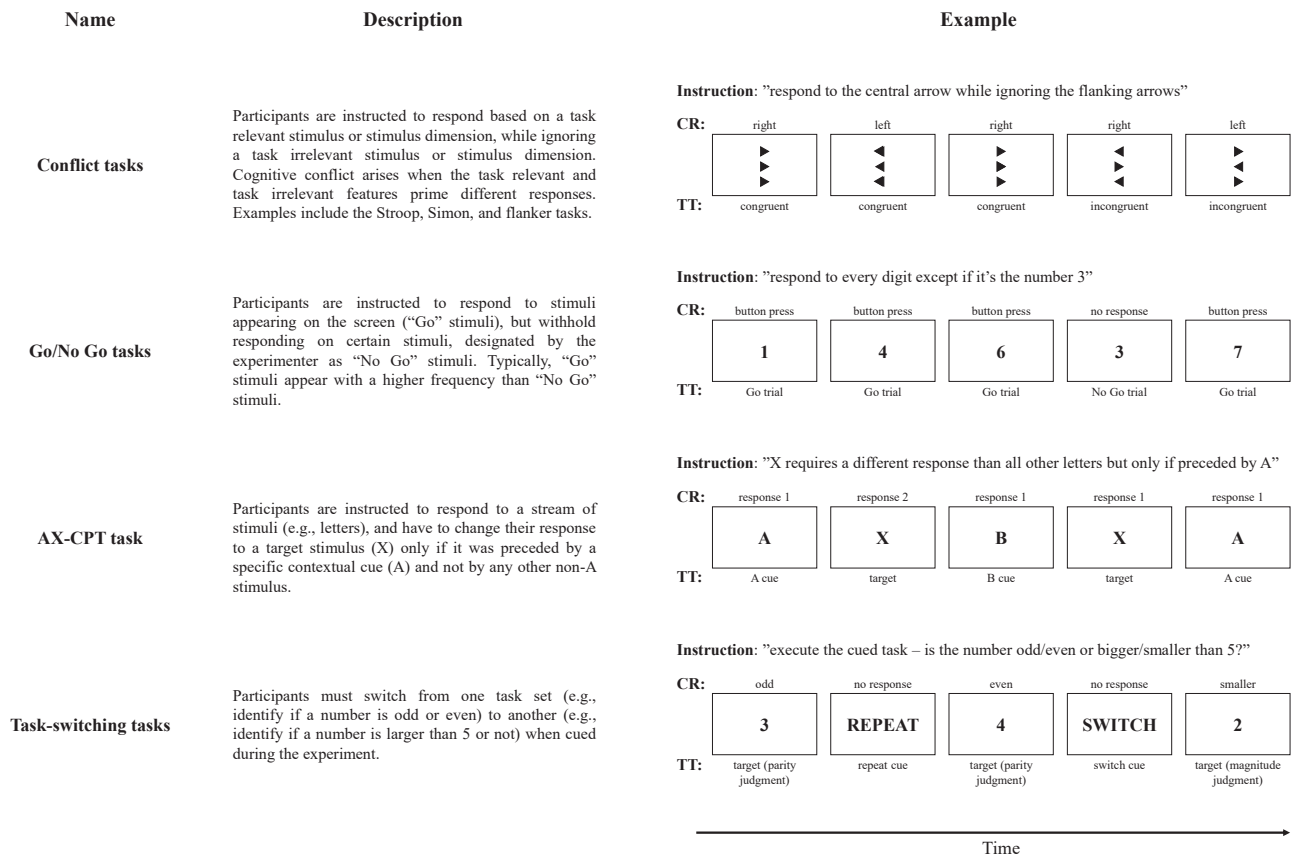 Name
Description
Example
Conflict tasks
Participants are instructed to respond based on a task
relevant stimulus or stimulus dimension, while ignoring
a task irrelevant stimulus or stimulus dimension.
Cognitive conflict arises when the task relevant and
task irrelevant features prime different responses.
Examples include the Stroop, Simon, and flanker tasks.
Instruction: ”respond to the central arrow while ignoring the flanking arrows”
CR: right left right right left
TT: congruent congruent congruent incongruent incongruent
Go/No Go tasks
Participants are instructed to respond to stimuli
appearing on the screen (“Go” stimuli), but withhold
responding on certain stimuli, designated by the
experimenter as “No Go” stimuli. Typically, “Go”
stimuli appear with a higher frequency than “No Go”
stimuli.
Instruction: ”respond to every digit except if it’s the number 3”
CR: button press button press button press no response button press
1 4 6 3 7
TT: Go trial Go trial Go trial No Go trial Go trial
AX-CPT task
Participants are instructed to respond to a stream of
stimuli (e.g., letters), and have to change their response
to a target stimulus (X) only if it was preceded by a
specific contextual cue (A) and not by any other non-A
stimulus.
Instruction: ”X requires a different response than all other letters but only if preceded by A”
CR: response 1 response 2 response 1 response 1 response 1
A X B X A
TT: A cue target B cue target A cue
Task-switching tasks
Participants must switch from one task set (e.g.,
identify if a number is odd or even) to another (e.g.,
identify if a number is larger than 5 or not) when cued
during the experiment.
Instruction: ”execute the cued task – is the number odd/even or bigger/smaller than 5?”
CR: odd no response even no response smaller
3 REPEAT 4 SWITCH 2
TT: target (parity repeat cue target (parity switch cue target (magnitude
judgment) judgment) judgment)
Time